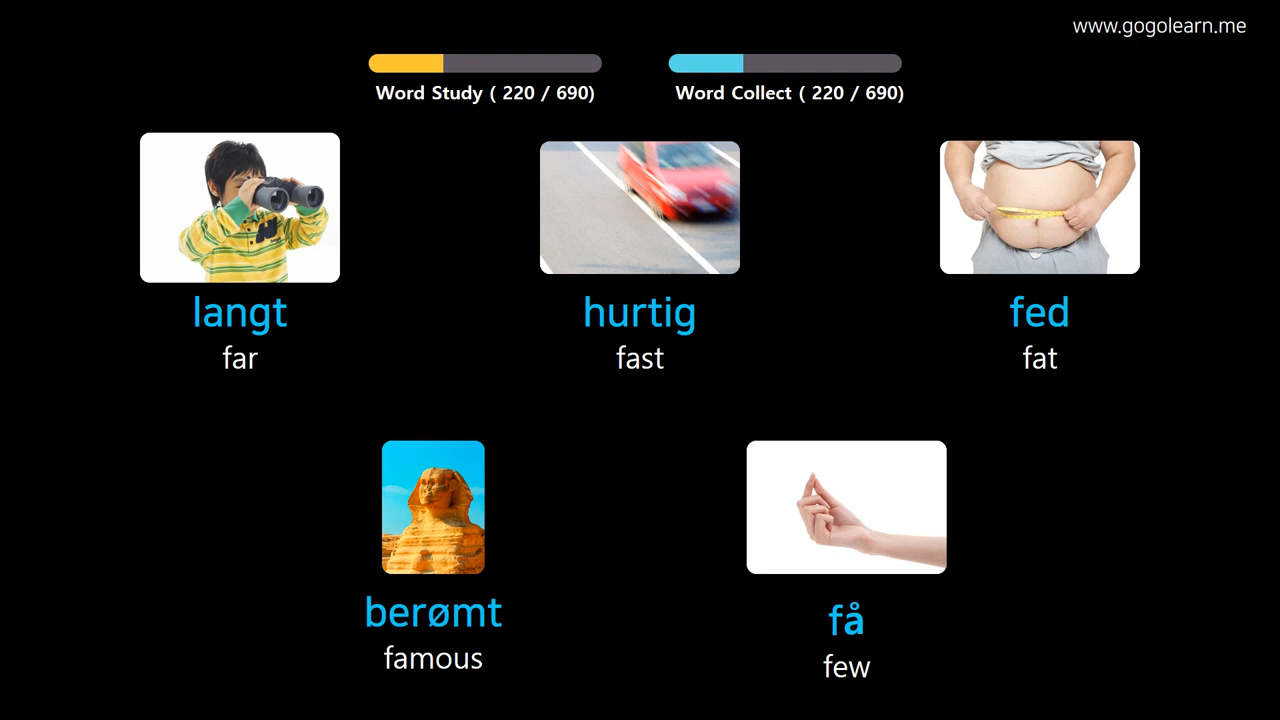 www.gogolearn.me
Word Study ( 220 / 690)
Word Collect ( 220 / 690)
langt
far
hurtig
fast
fed
fat
berømt
famous
få
few